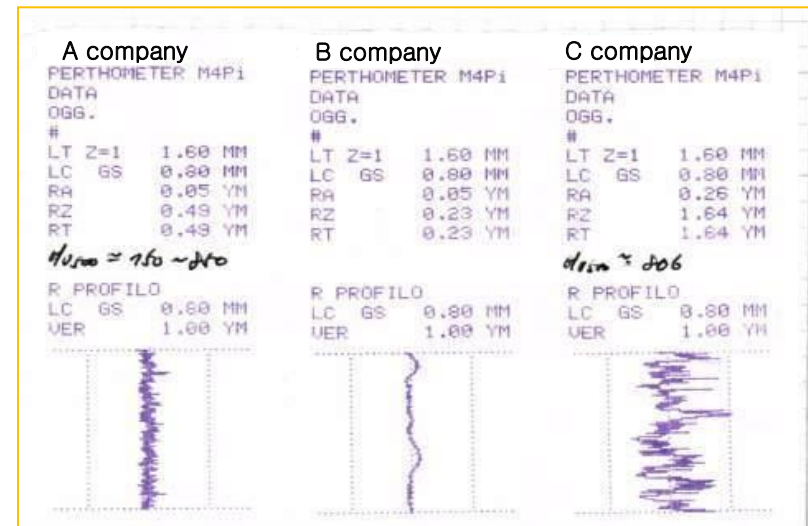 A company
PERTHOMETER M4Pi
DATA
OGG.
#
LT Z=1 1.60 MM
LC GS 0.80 MM
RA 0.05 YM
RZ 0.49 YM
RT 0.49 YM
R PROFILO
LC GS 0.80 MM
VER 1.00 YM
B company
PERTHOMETER M4Pi
DATA
OGG.
#
LT Z=1 1.60 MM
LC GS 0.80 MM
RA 0.05 YM
RZ 0.23 YM
RT 0.23 YM
R PROFILO
LC GS 0.80 MM
VER 1.00 YM
C company
PERTHOMETER M4Pi
DATA
OGG.
#
LT Z=1 1.60 MM
LC GS 0.80 MM
RA 0.26 YM
RZ 1.64 YM
RT 1.64 YM
R PROFILO
LC GS 0.80 MM
VER 1.00 YM